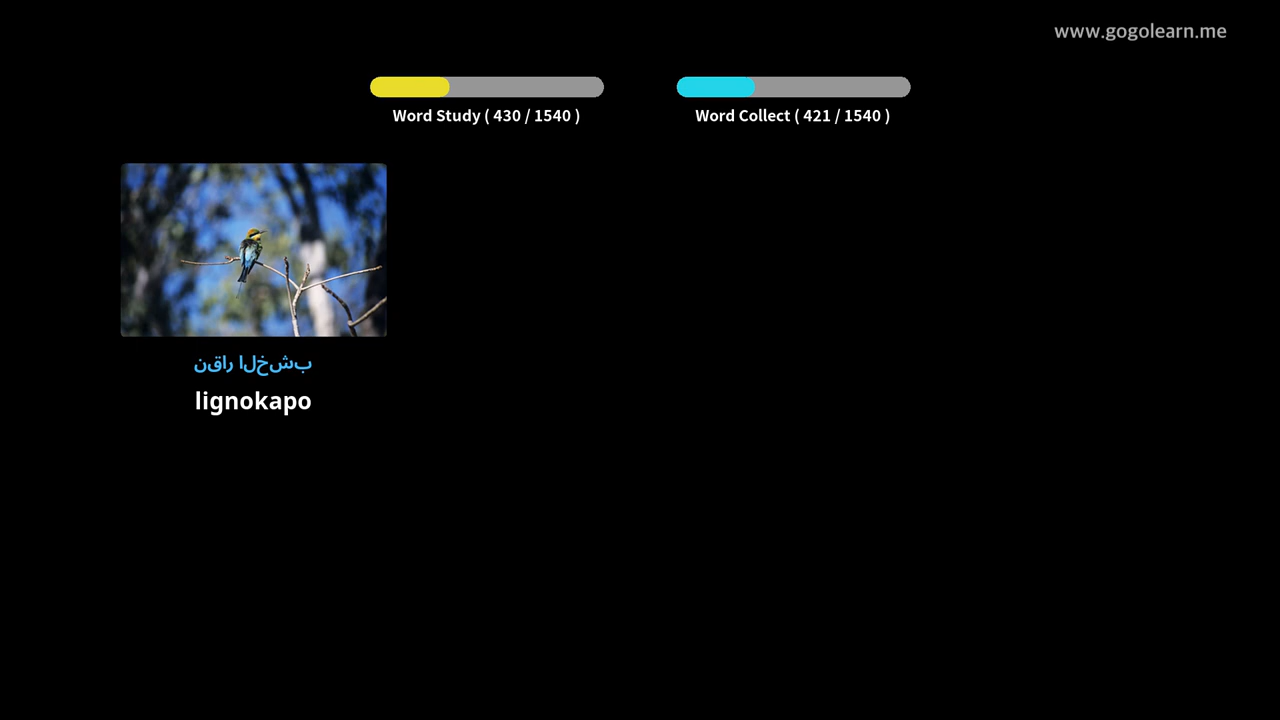 www.gogolearn.me
Word Study ( 430 / 1540 )
Word Collect ( 421 / 1540 )
نقار الخشب
lignokapo